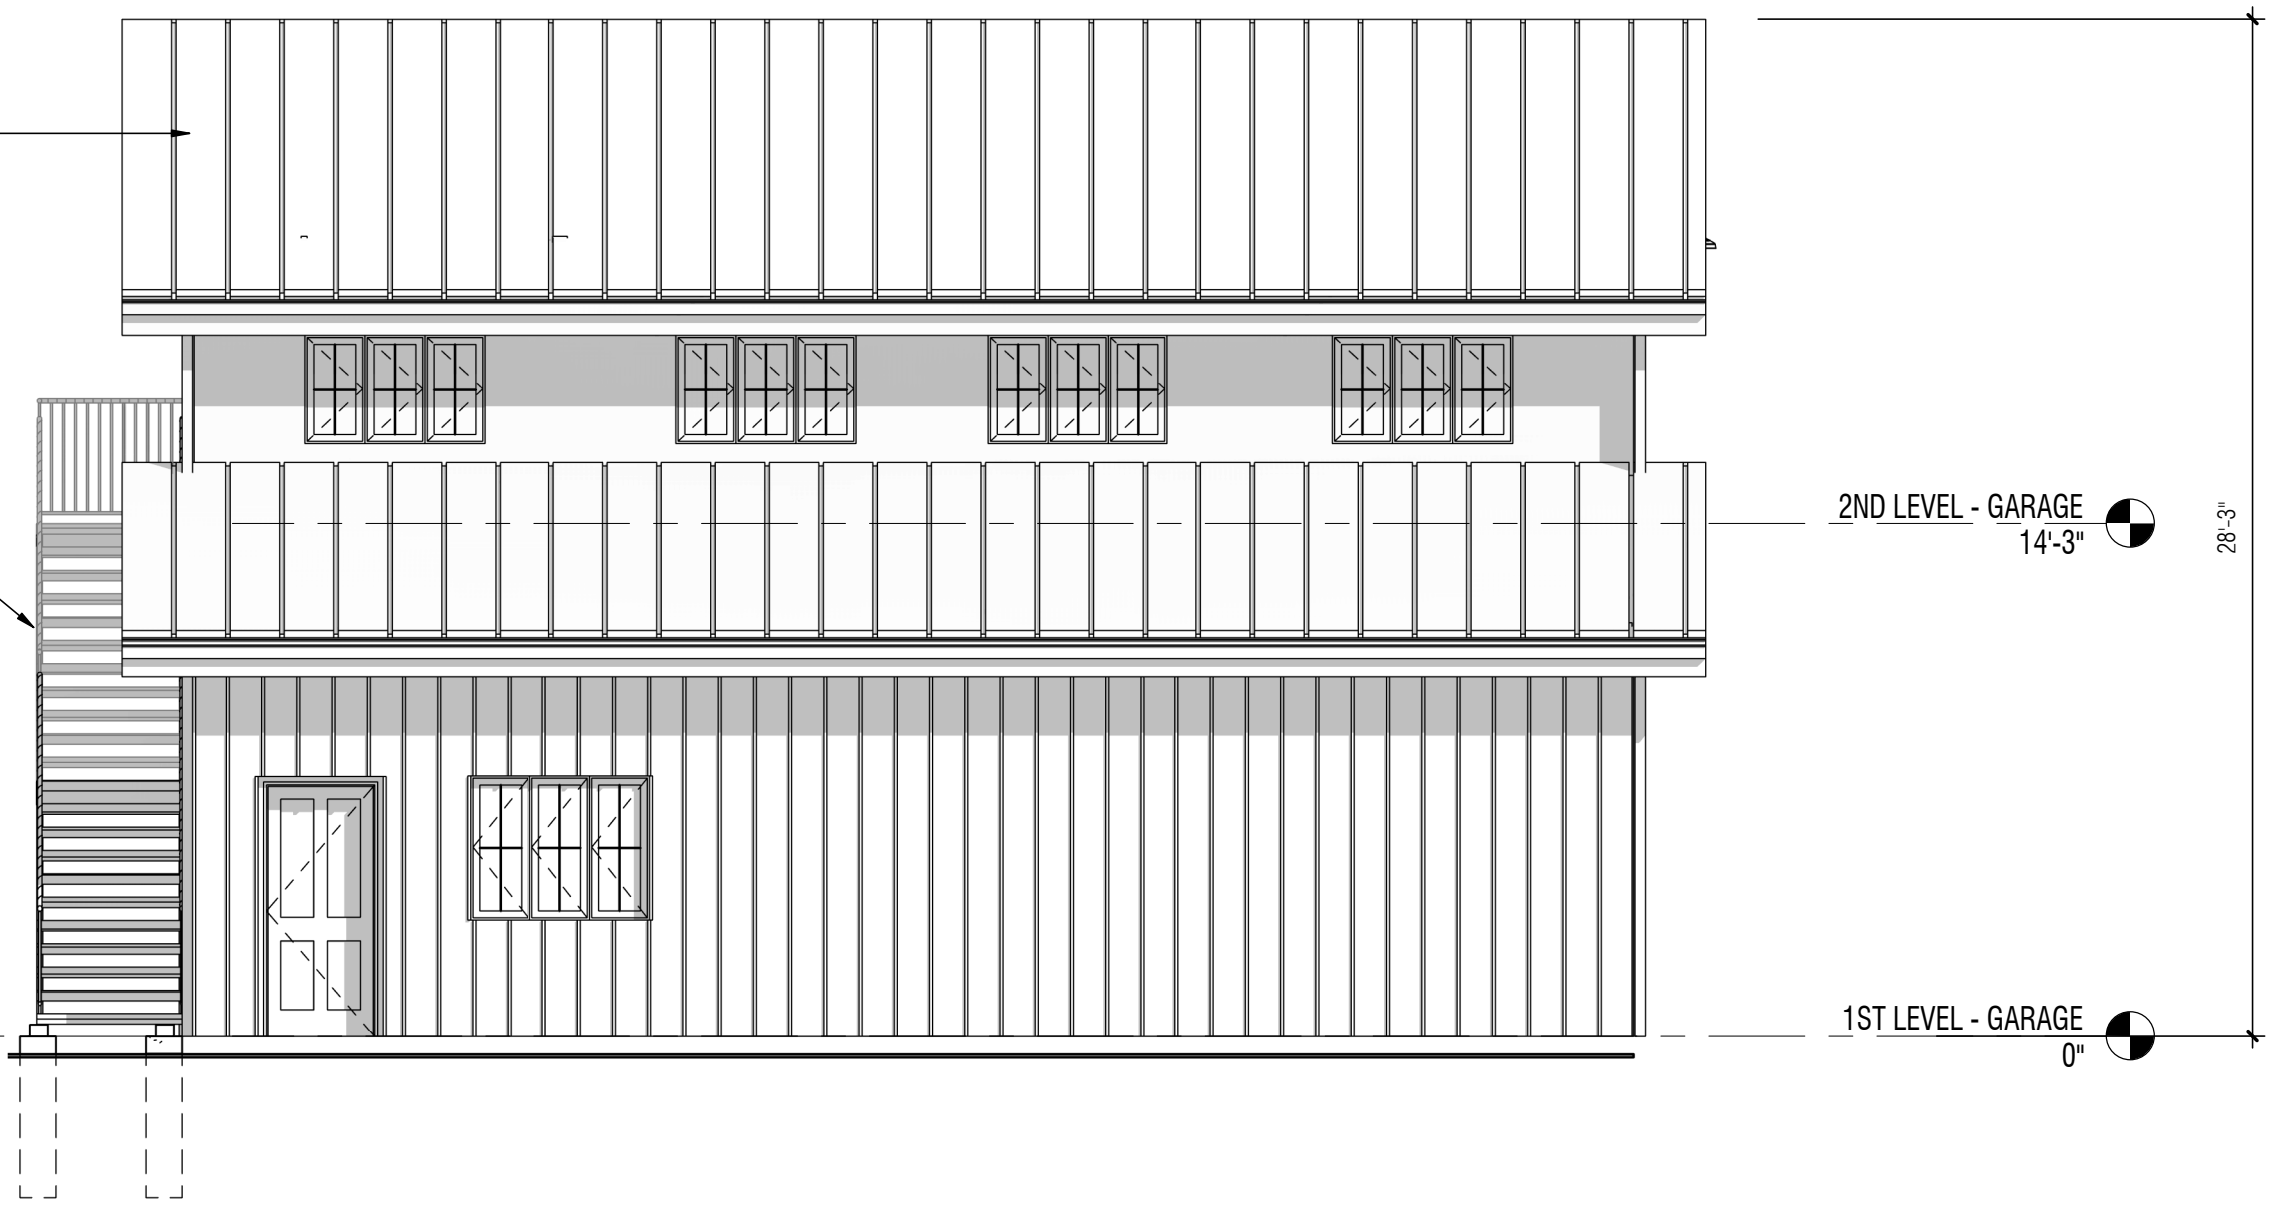 2ND LEVEL - GARAGE
14'-3"
28'-3"
1ST LEVEL - GARAGE
0"